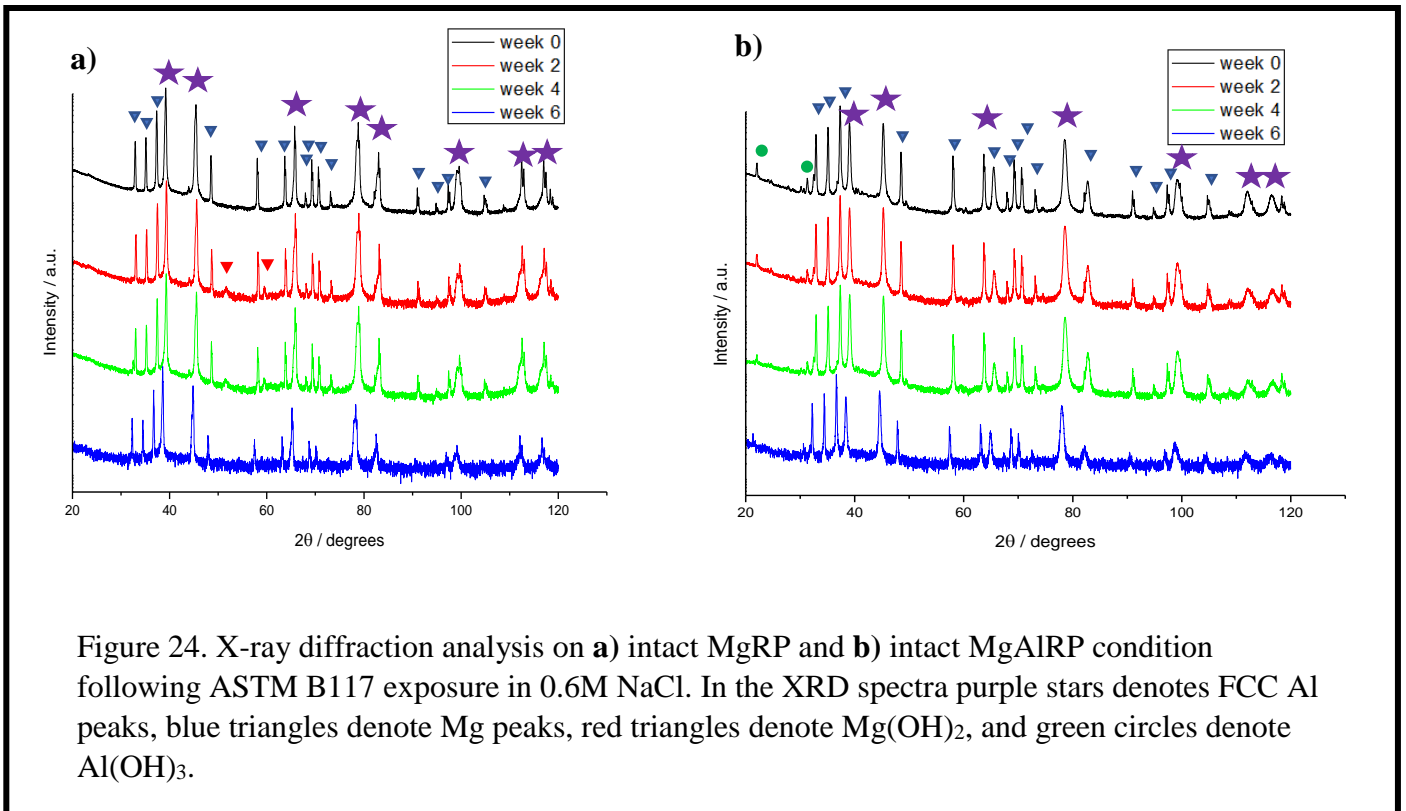 a)
week 0
week 2
week 4
week 6
Intensity / a.u.
20 40 60 80 100 120
2θ / degrees
b)
week 0
week 2
week 4
week 6
Intensity / a.u.
20 40 60 80 100 120
2θ / degrees
Figure 24. X-ray diffraction analysis on a) intact MgRP and b) intact MgAlRP condition
following ASTM B117 exposure in 0.6M NaCl. In the XRD spectra purple stars denotes FCC Al
peaks, blue triangles denote Mg peaks, red triangles denote Mg(OH)2, and green circles denote
Al(OH)3.